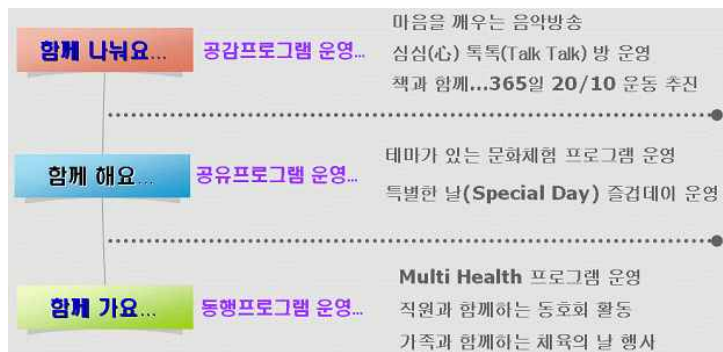 함께 나눠요...
공감프로그램 운영...
마음을 깨우는 음악방송
심심(心) 톡톡(Talk Talk) 방 운영
책과 함께...365일 20/10 운동 추진
함께 해요...
공유프로그램 운영...
테마가 있는 문화체험 프로그램 운영
특별한 날(Special Day) 즐겁데이 운영
함께 가요...
동행프로그램 운영...
Multi Health 프로그램 운영
직원과 함께하는 동호회 활동
가족과 함께하는 체육의 날 행사